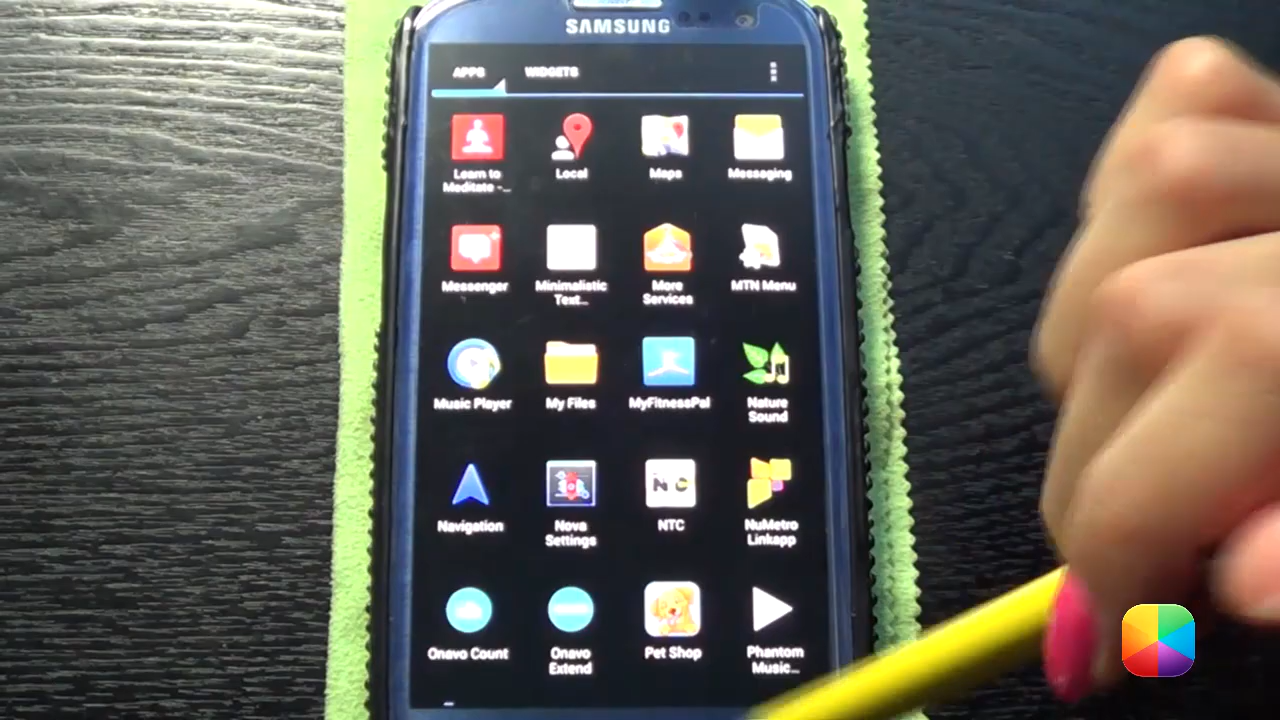 SAMSUNG
APPS WIDGETS
Learn to Local Maps Messaging
Meditate -...
Messenger Minimalistic More MTN Menu
Text... Services
Music Player My Files MyFitnessPal Nature
Sound
Navigation Nova NTC NuMetro
Settings Linkapp
Onavo Count Onavo Pet Shop Phantom
Extend Music...